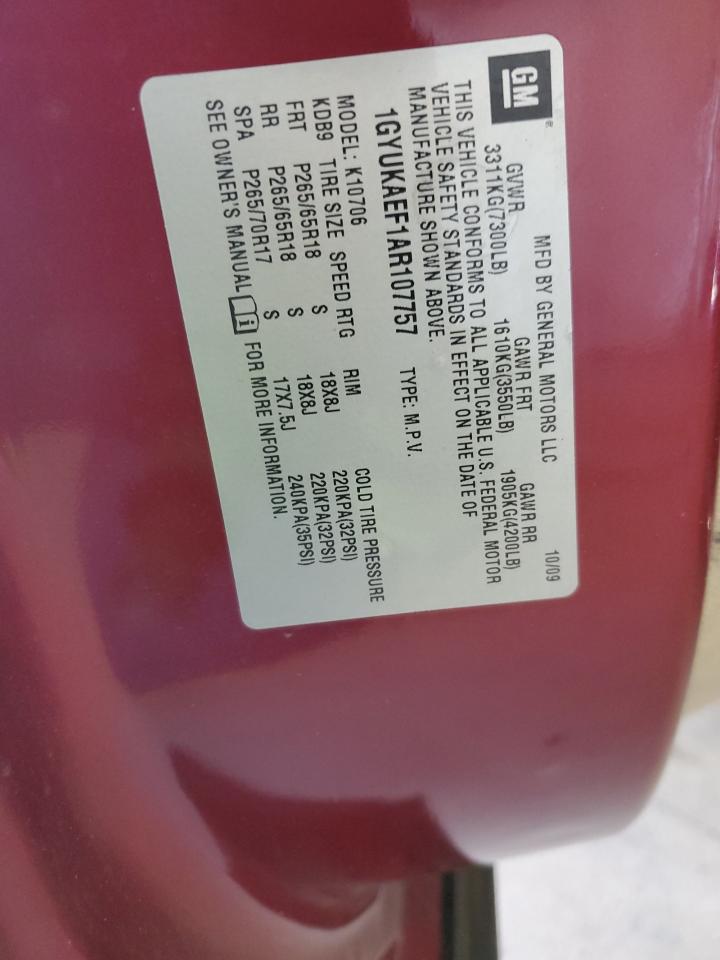 GM®
MFD BY GENERAL MOTORS LLC 10/09
GVWR GAWR FRT GAWR RR
3311KG(7300LB) 1610KG(3550LB) 1905KG(4200LB)
THIS VEHICLE CONFORMS TO ALL APPLICABLE U.S. FEDERAL MOTOR
VEHICLE SAFETY STANDARDS IN EFFECT ON THE DATE OF
MANUFACTURE SHOWN ABOVE.
1GYUKAEF1AR107757 TYPE: M.P.V.
MODEL: K10706
KDB9 TIRE SIZE SPEED RTG RIM COLD TIRE PRESSURE
FRT P265/65R18 S 18X8J 220KPA(32PSI)
RR P265/65R18 S 18X8J 220KPA(32PSI)
SPA P265/70R17 S 17X7.5J 240KPA(35PSI)
SEE OWNER'S MANUAL i FOR MORE INFORMATION.